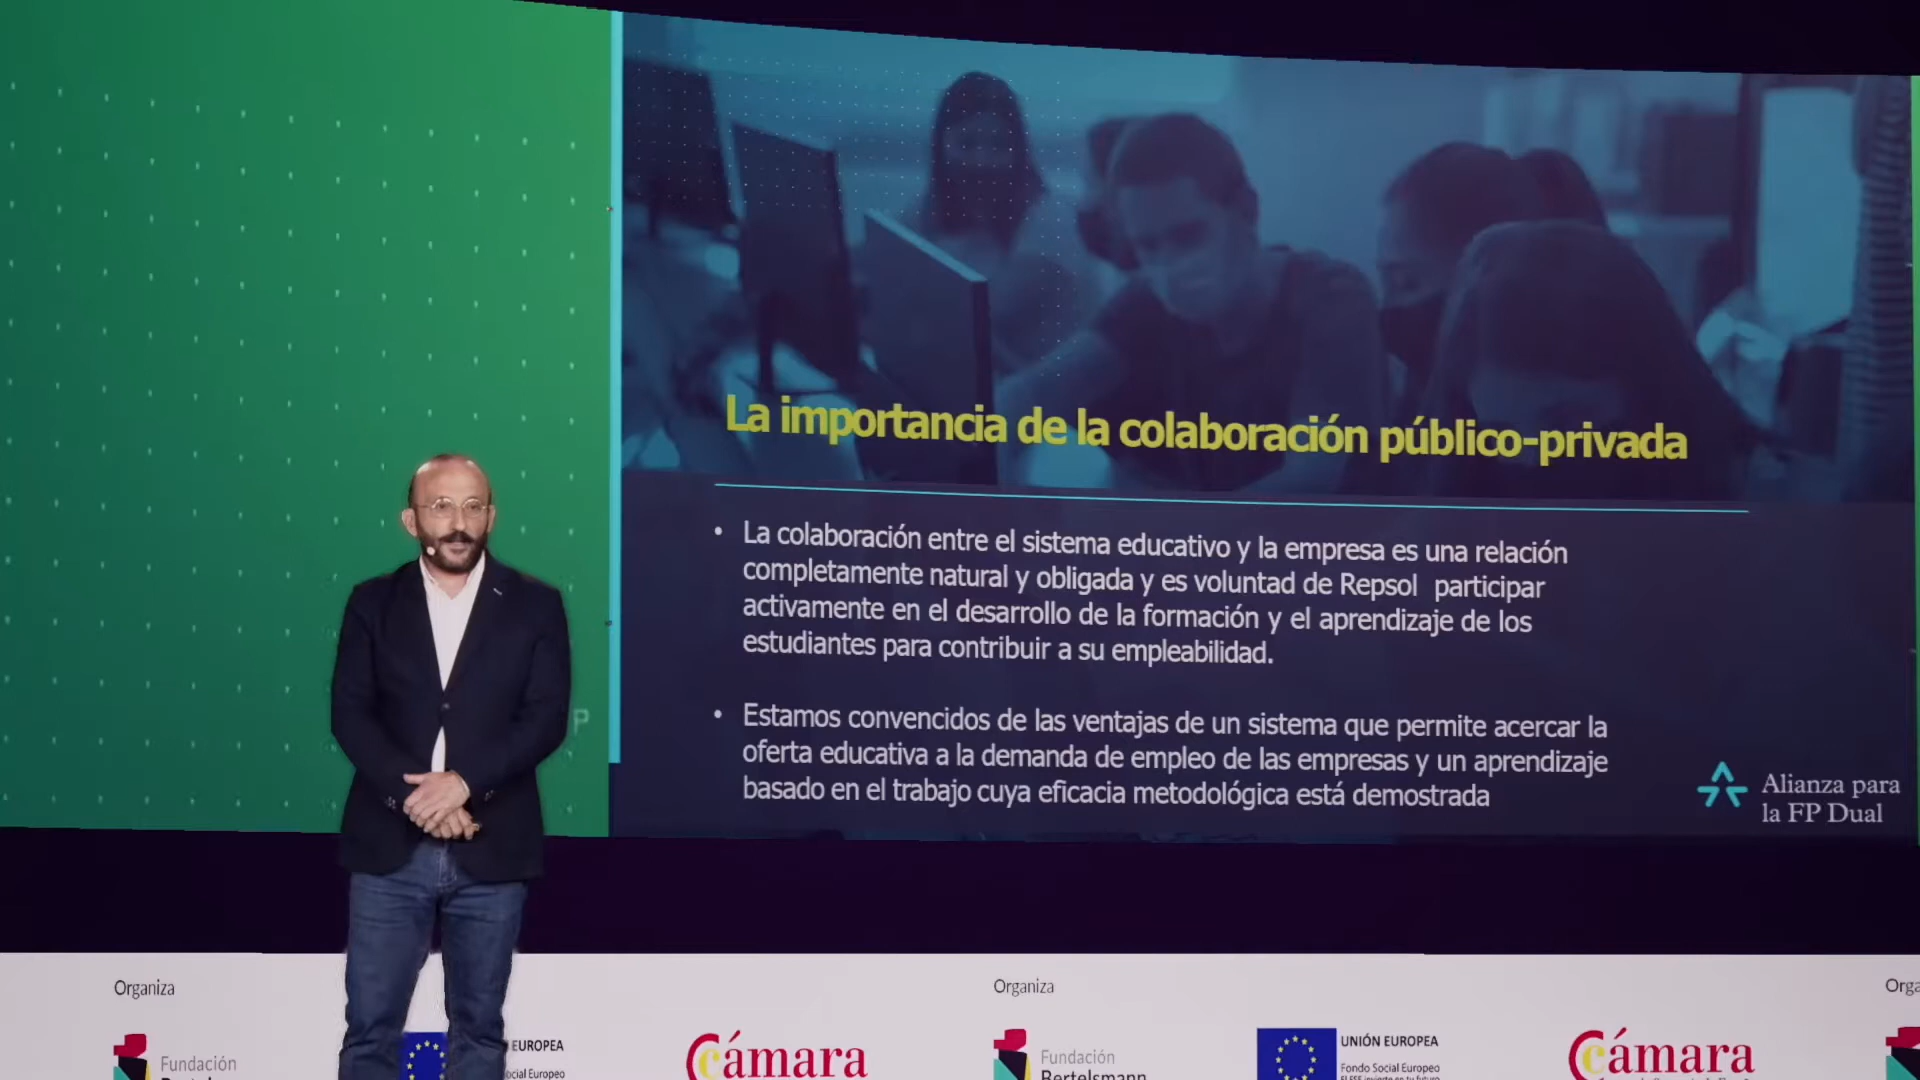 La importancia de la colaboración público-privada
• La colaboración entre el sistema educativo y la empresa es una relación
completamente natural y obligada y es voluntad de Repsol participar
activamente en el desarrollo de la formación y el aprendizaje de los
estudiantes para contribuir a su empleabilidad.
• Estamos convencidos de las ventajas de un sistema que permite acercar la
oferta educativa a la demanda de empleo de las empresas y un aprendizaje
basado en el trabajo cuya eficacia metodológica está demostrada
Alianza para
la FP Dual
P
Organiza
Fundación
EUROPEA
ocial Europeo
Cámara
Organiza
Fundación
Bertelsmann
UNIÓN EUROPEA
Fondo Social Europeo
Cámara
Orga